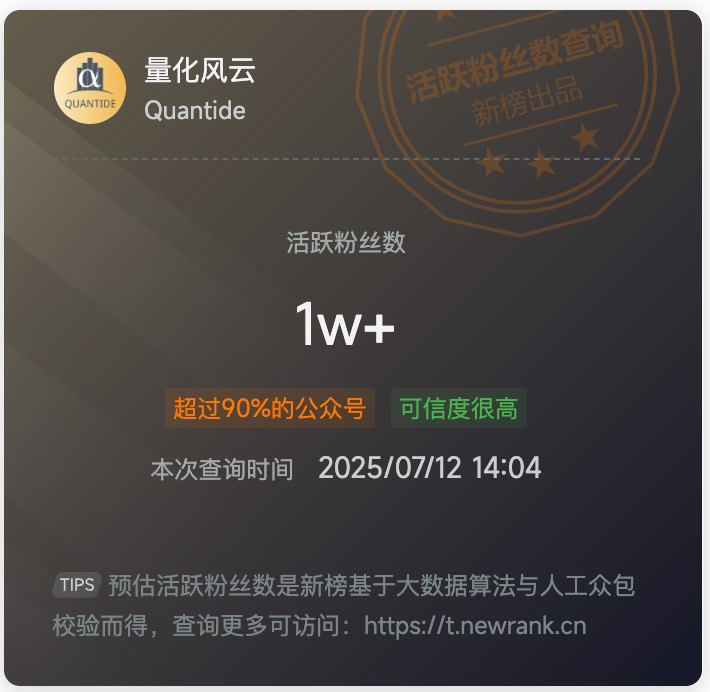 活跃粉丝数查询
新榜出品
α
QUANTIDE
量化风云
Quantide
活跃粉丝数
1w+
超过90%的公众号 可信度很高
本次查询时间 2025/07/12 14:04
TIPS 预估活跃粉丝数是新榜基于大数据算法与人工众包
校验而得，查询更多可访问：https://t.newrank.cn